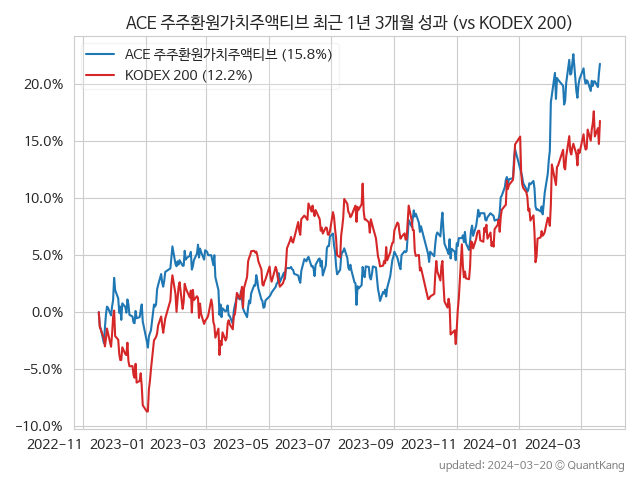 ACE 주주환원가치주액티브 최근 1년 3개월 성과 (vs KODEX 200)
ACE 주주환원가치주액티브 (15.8%)
KODEX 200 (12.2%)
20.0%
15.0%
10.0%
5.0%
0.0%
−5.0%
−10.0%
2022-11 2023-01 2023-03 2023-05 2023-07 2023-09 2023-11 2024-01 2024-03
updated: 2024-03-20 © QuantKang